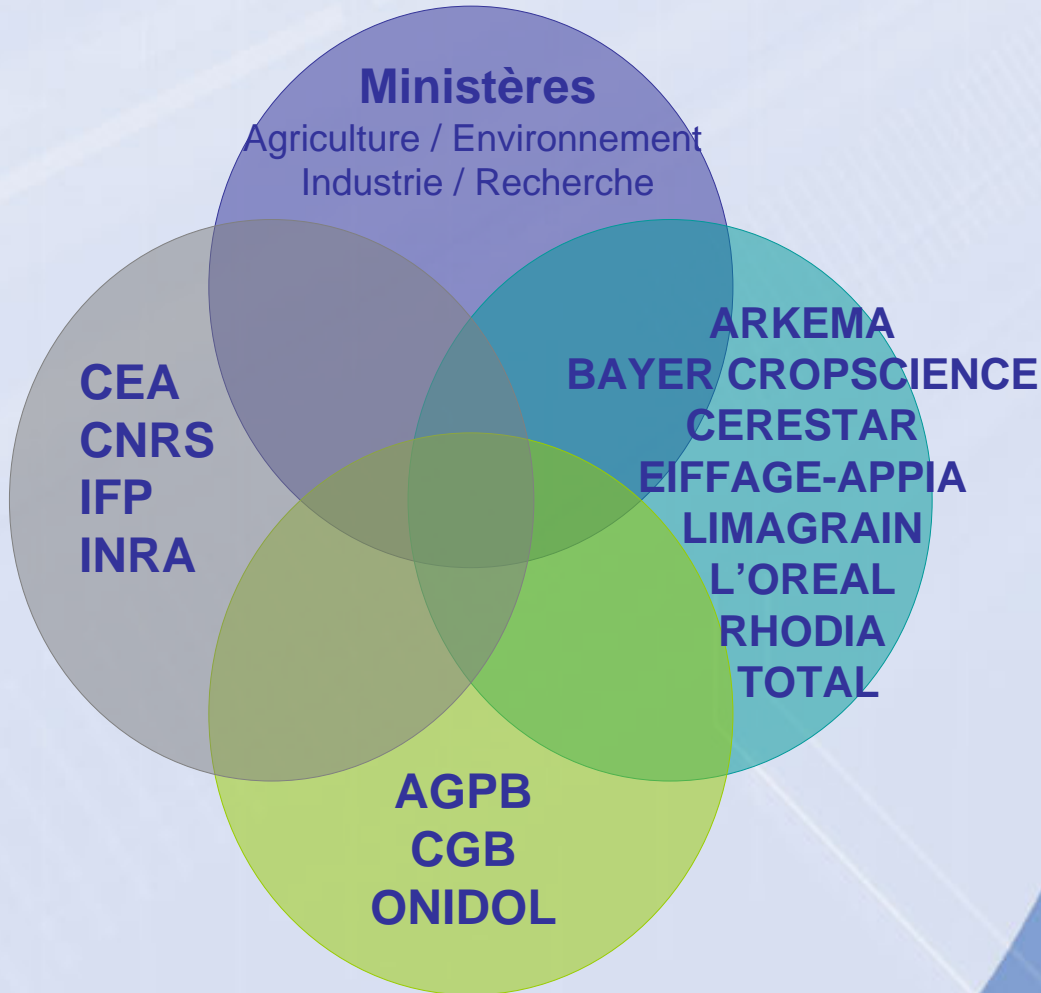 Ministères
Agriculture / Environnement
Industrie / Recherche
CEA
CNRS
IFP
INRA
ARKEMA
BAYER CROPSCIENCE
CERESTAR
EIFFAGE-APPIA
LIMAGRAIN
L’OREAL
RHODIA
TOTAL
AGPB
CGB
ONIDOL